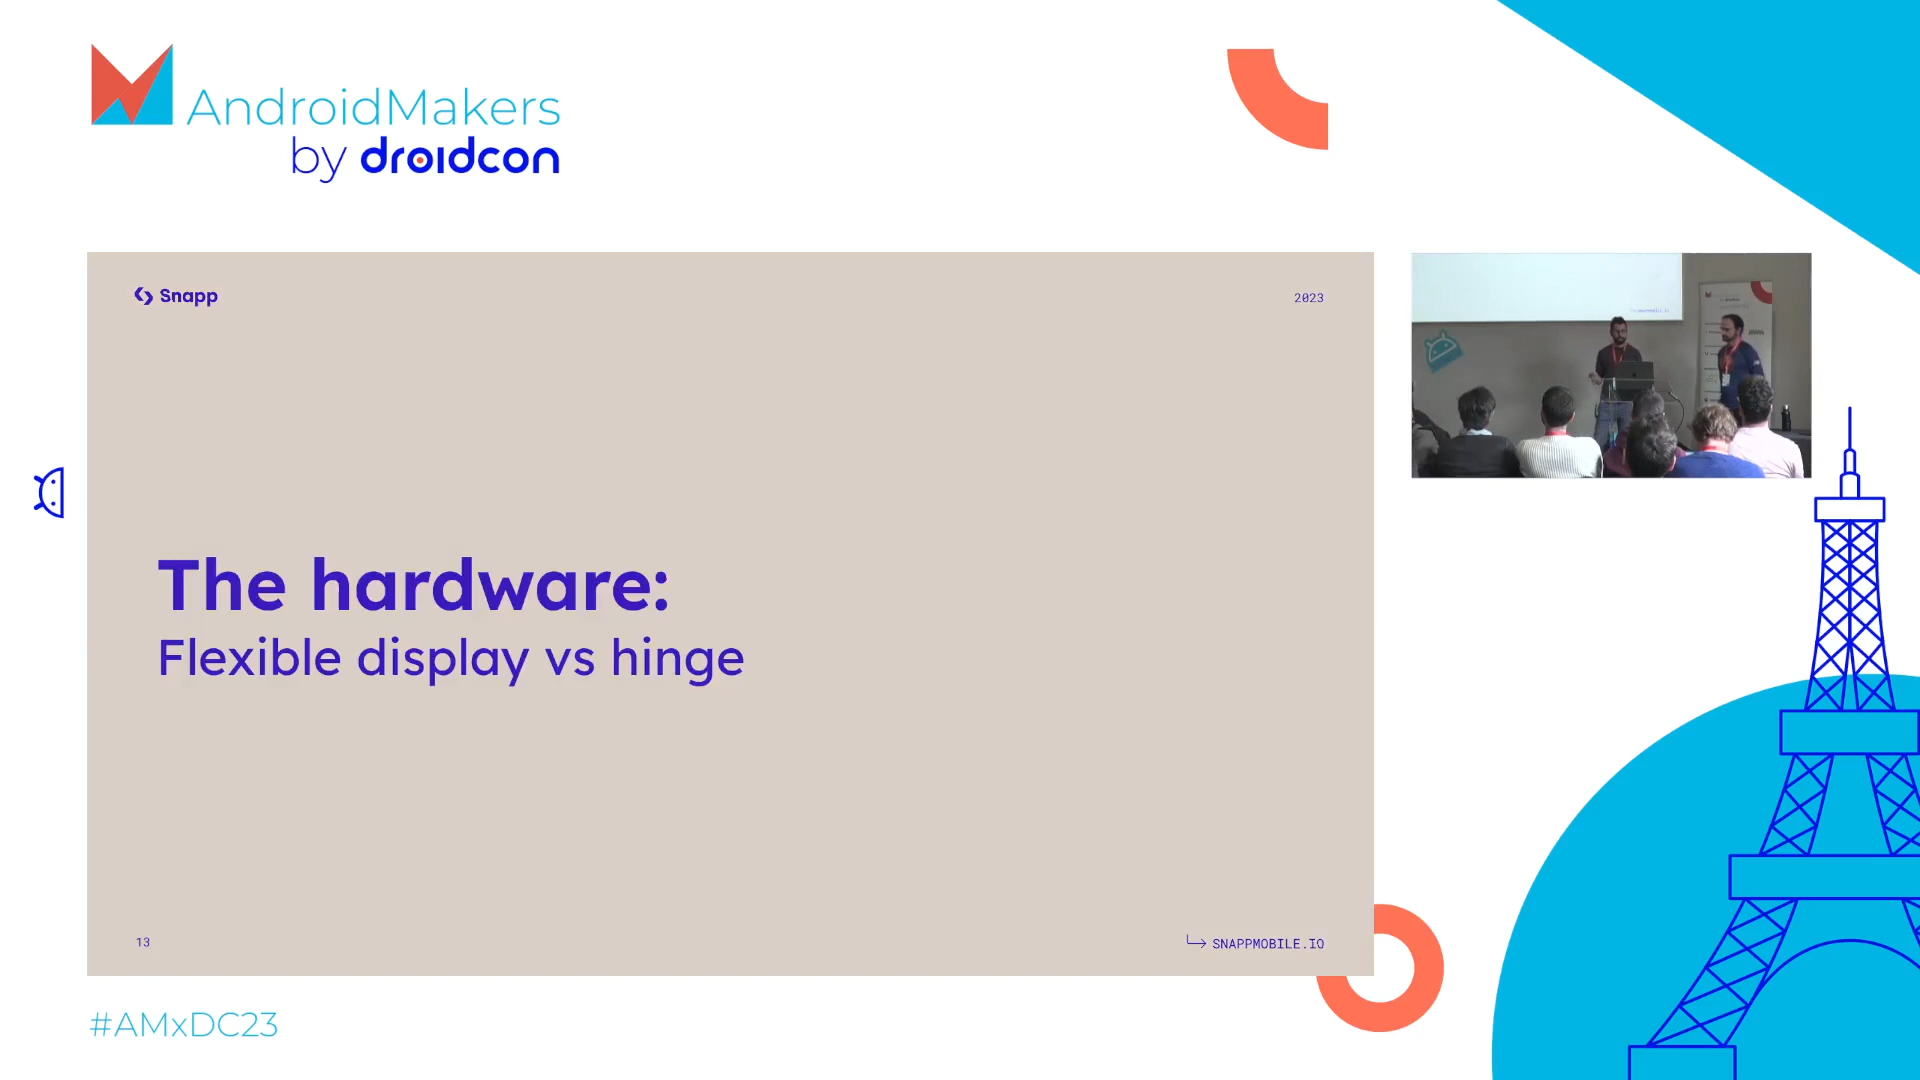 AndroidMakers
by droidcon
Snapp
2023
The hardware:
Flexible display vs hinge
13
SNAPPMOBILE.IO
#AMxDC23